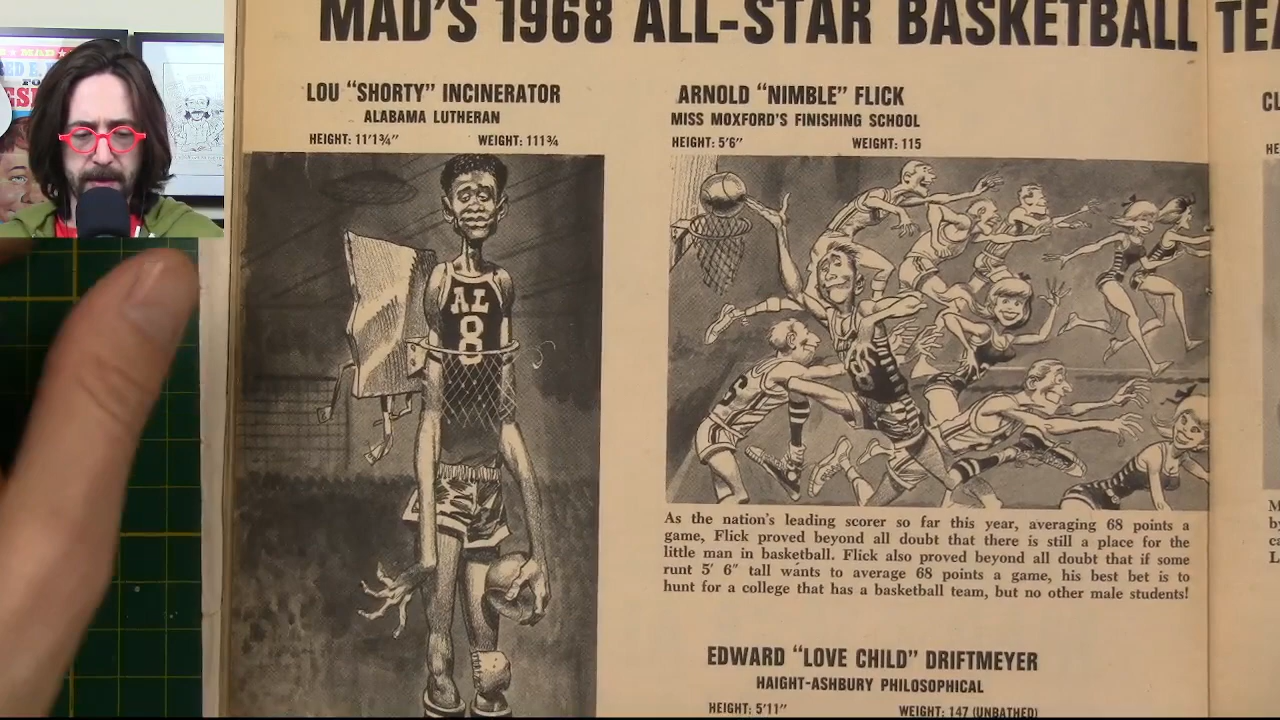 MAD
MAD'S 1968 ALL-STAR BASKETBALL
LOU “SHORTY” INCINERATOR
ALABAMA LUTHERAN
HEIGHT: 11'1¾" WEIGHT: 111¾
AL
8
ARNOLD “NIMBLE” FLICK
MISS MOXFORD'S FINISHING SCHOOL
HEIGHT: 5'6" WEIGHT: 115
As the nation's leading scorer so far this year, averaging 68 points a
game, Flick proved beyond all doubt that there is still a place for the
little man in basketball. Flick also proved beyond all doubt that if some
runt 5' 6" tall wants to average 68 points a game, his best bet is to
hunt for a college that has a basketball team, but no other male students!
EDWARD “LOVE CHILD” DRIFTMEYER
HAIGHT-ASHBURY PHILOSOPHICAL
HEIGHT: 5'11" WEIGHT: 147 (UNBATHED)